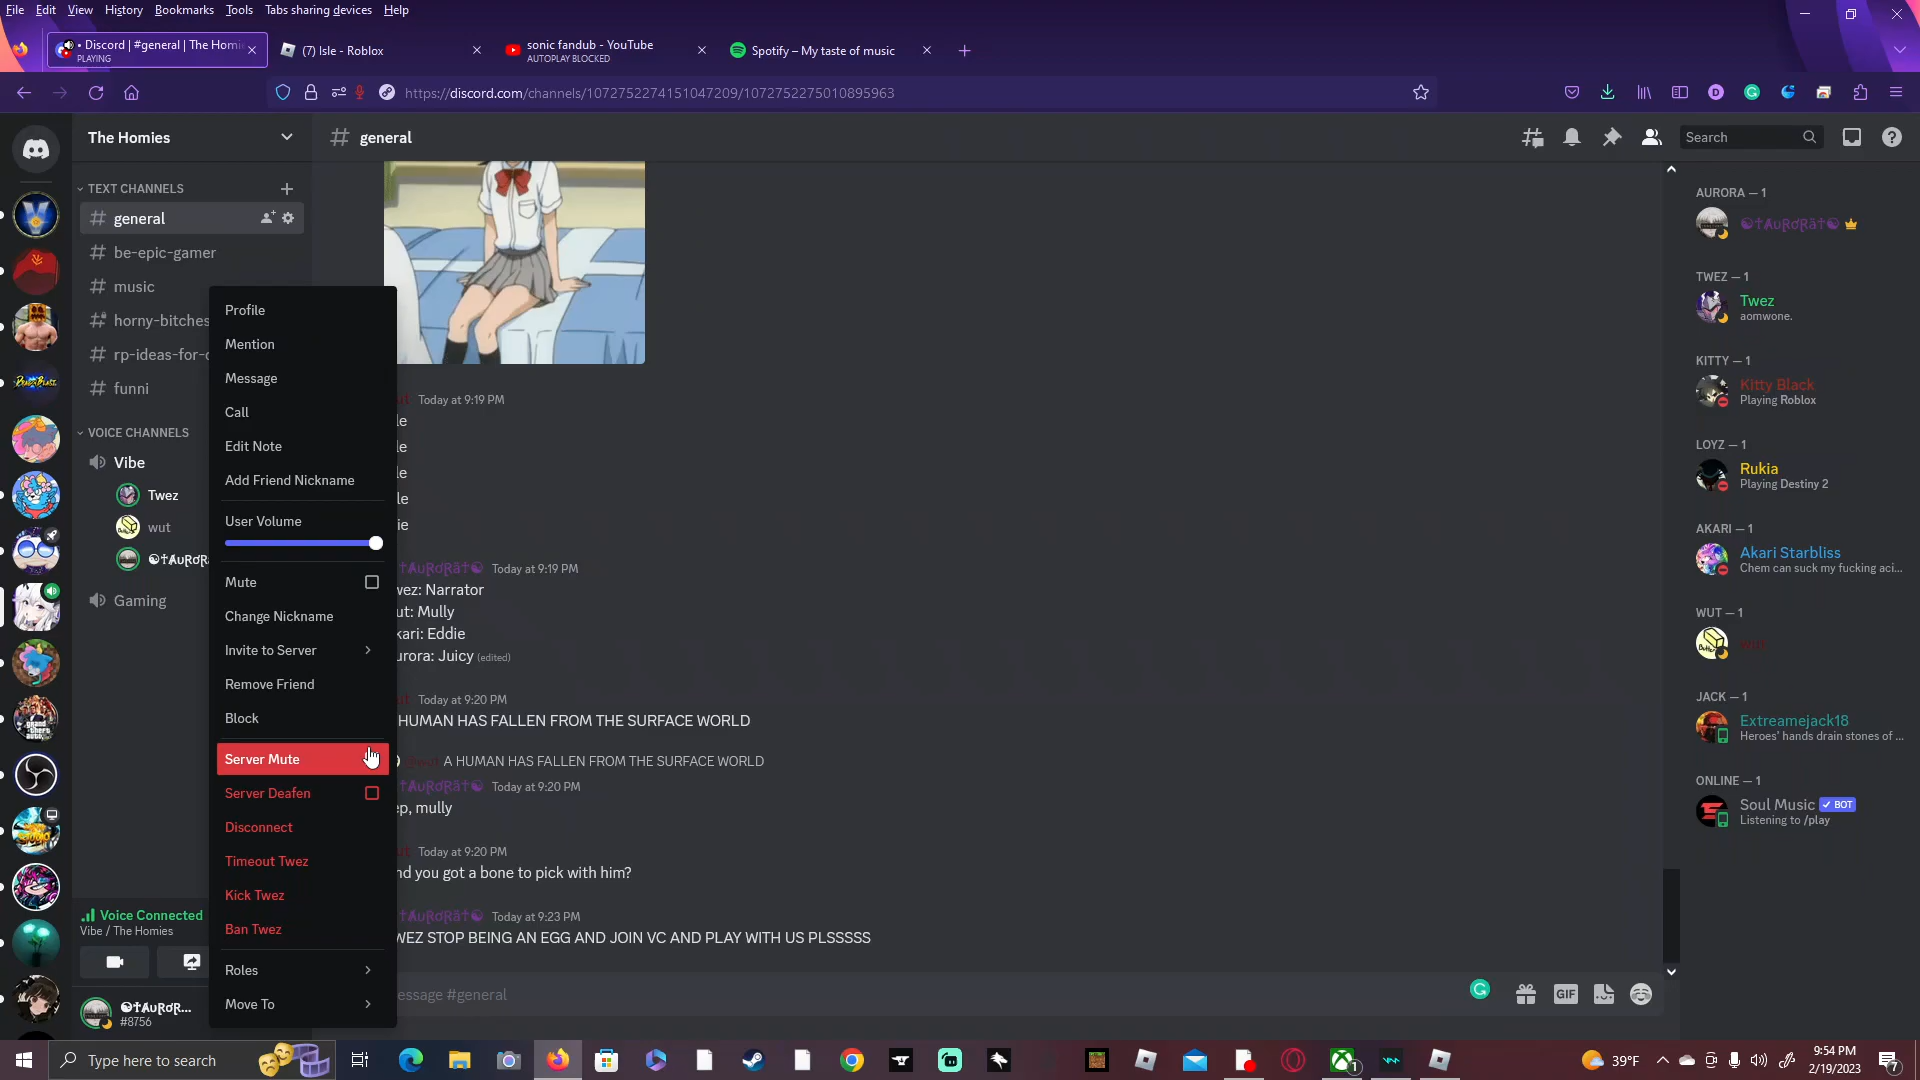 File Edit View History Bookmarks Tools Tabs sharing devices Help
• Discord | #general | The Homi
PLAYING
(7) Isle - Roblox
sonic fandub - YouTube
AUTOPLAY BLOCKED
Spotify – My taste of music
https://discord.com/channels/1072752274151047209/1072752275010895963
The Homies
general
Search
TEXT CHANNELS
general
be-epic-gamer
music
horny-bitches
rp-ideas-for-
funni
VOICE CHANNELS
Vibe
Twez
wut
Gaming
Voice Connected
Vibe / The Homies
#8756
Profile
Mention
Message
Call
Edit Note
Add Friend Nickname
User Volume
Mute
Change Nickname
Invite to Server
Remove Friend
Block
Server Mute
Server Deafen
Disconnect
Timeout Twez
Kick Twez
Ban Twez
Roles
Move To
Today at 9:19 PM
le
le
le
le
ie
Today at 9:19 PM
wez: Narrator
ut: Mully
kari: Eddie
urora: Juicy (edited)
Today at 9:20 PM
HUMAN HAS FALLEN FROM THE SURFACE WORLD
A HUMAN HAS FALLEN FROM THE SURFACE WORLD
Today at 9:20 PM
ep, mully
Today at 9:20 PM
nd you got a bone to pick with him?
Today at 9:23 PM
WEZ STOP BEING AN EGG AND JOIN VC AND PLAY WITH US PLSSSSS
essage #general
GIF
AURORA — 1
TWEZ — 1
Twez
aomwone.
KITTY — 1
Kitty Black
Playing Roblox
LOYZ — 1
Rukia
Playing Destiny 2
AKARI — 1
Akari Starbliss
Chem can suck my fucking aci...
WUT — 1
wut
JACK — 1
Extreamejack18
Heroes' hands drain stones of ...
ONLINE — 1
Soul Music ✓ BOT
Listening to /play
Type here to search
39°F
9:54 PM
2/19/2023